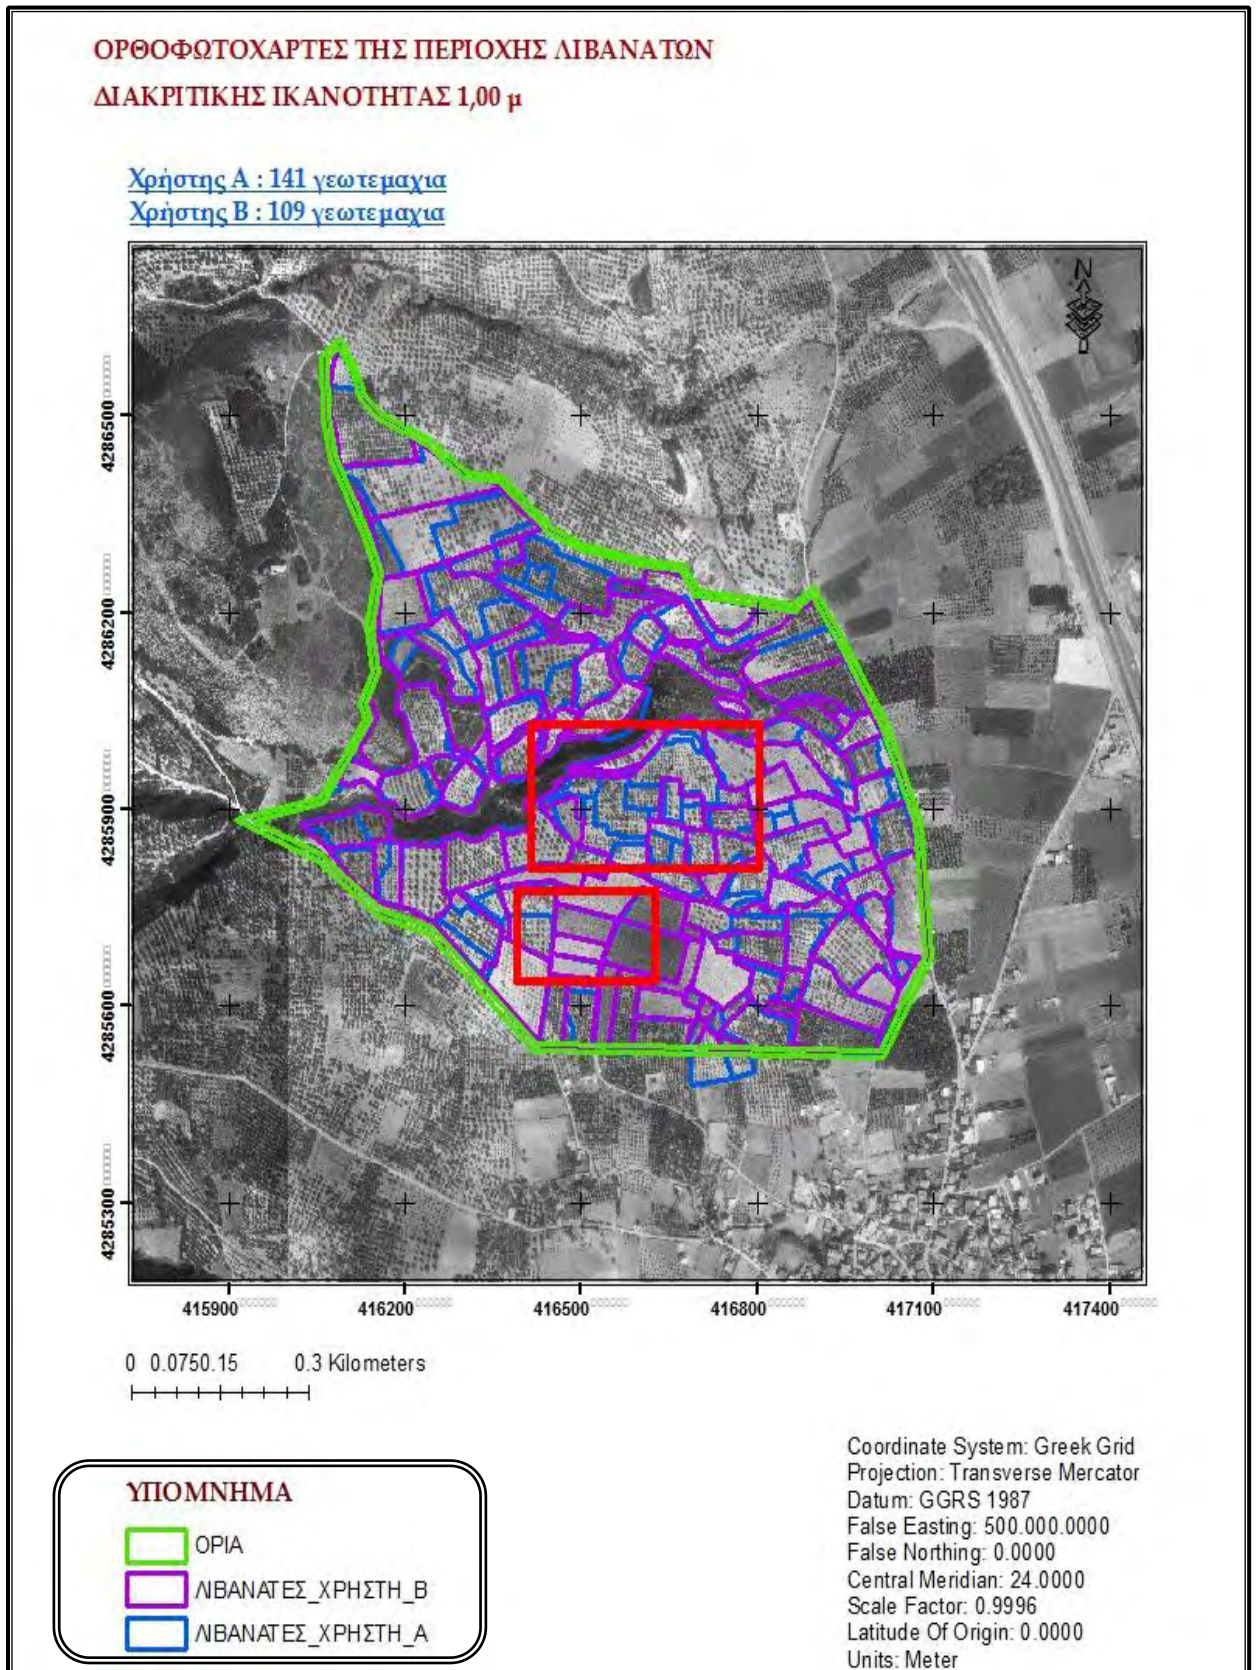 ΟΡΘΟΦΩΤΟΧΑΡΤΕΣ ΤΗΣ ΠΕΡΙΟΧΗΣ ΛΙΒΑΝΑΤΩΝ
ΔΙΑΚΡΙΤΙΚΗΣ ΙΚΑΝΟΤΗΤΑΣ 1,00 μ
Χρήστης Α : 141 γεωτεμαχια
Χρήστης Β : 109 γεωτεμαχια
N
4286500
4286200
4285900
4285600
4285300
415900 416200 416500 416800 417100 417400
0 0.0750.15 0.3 Kilometers
Coordinate System: Greek Grid
Projection: Transverse Mercator
Datum: GGRS 1987
False Easting: 500.000.0000
False Northing: 0.0000
Central Meridian: 24.0000
Scale Factor: 0.9996
Latitude Of Origin: 0.0000
Units: Meter
ΥΠΟΜΝΗΜΑ
ΟΡΙΑ
ΛΙΒΑΝΑΤΕΣ_ΧΡΗΣΤΗ_Β
ΛΙΒΑΝΑΤΕΣ_ΧΡΗΣΤΗ_Α